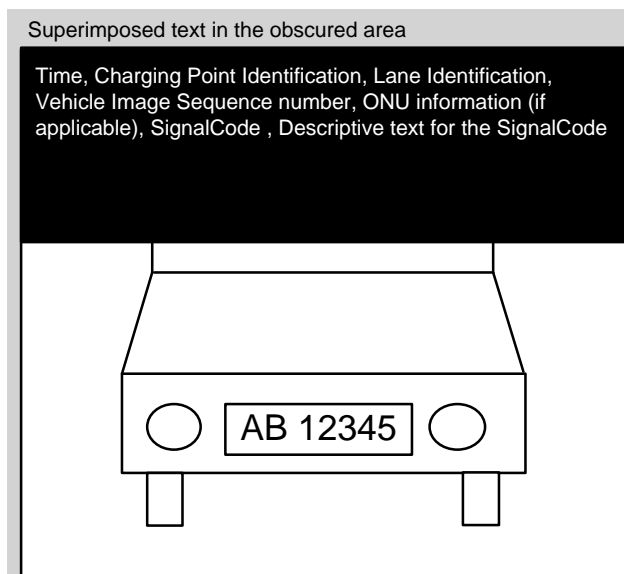 Superimposed text in the obscured area
Time, Charging Point Identification, Lane Identification,
Vehicle Image Sequence number, ONU information (if
applicable), SignalCode , Descriptive text for the SignalCode
AB 12345